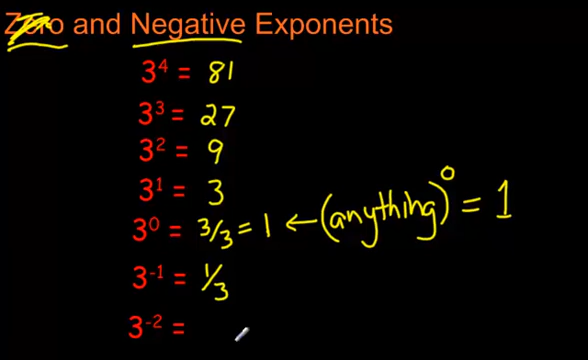 Zero and Negative Exponents
3⁴ = 81
3³ = 27
3² = 9
3¹ = 3
3⁰ = 3/3 = 1 ← (anything)⁰ = 1
3⁻¹ = 1/3
3⁻² =